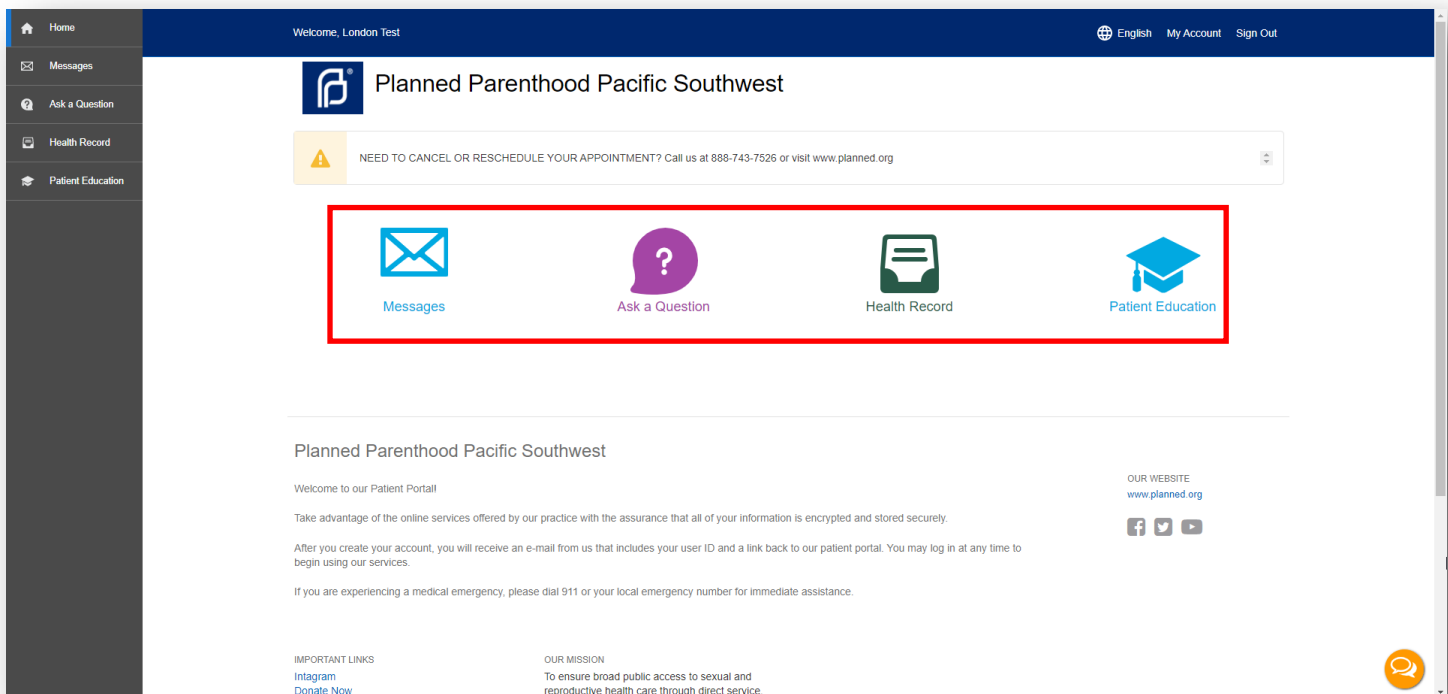 Home
Messages
Ask a Question
Health Record
Patient Education
Welcome, London Test
English My Account Sign Out
Planned Parenthood Pacific Southwest
NEED TO CANCEL OR RESCHEDULE YOUR APPOINTMENT? Call us at 888-743-7526 or visit www.planned.org
Messages
Ask a Question
Health Record
Patient Education
Planned Parenthood Pacific Southwest
Welcome to our Patient Portal!
Take advantage of the online services offered by our practice with the assurance that all of your information is encrypted and stored securely.
After you create your account, you will receive an e-mail from us that includes your user ID and a link back to our patient portal. You may log in at any time to
begin using our services.
If you are experiencing a medical emergency, please dial 911 or your local emergency number for immediate assistance.
OUR WEBSITE
www.planned.org
IMPORTANT LINKS
Intagram
Donate Now
OUR MISSION
To ensure broad public access to sexual and
reproductive health care through direct service,